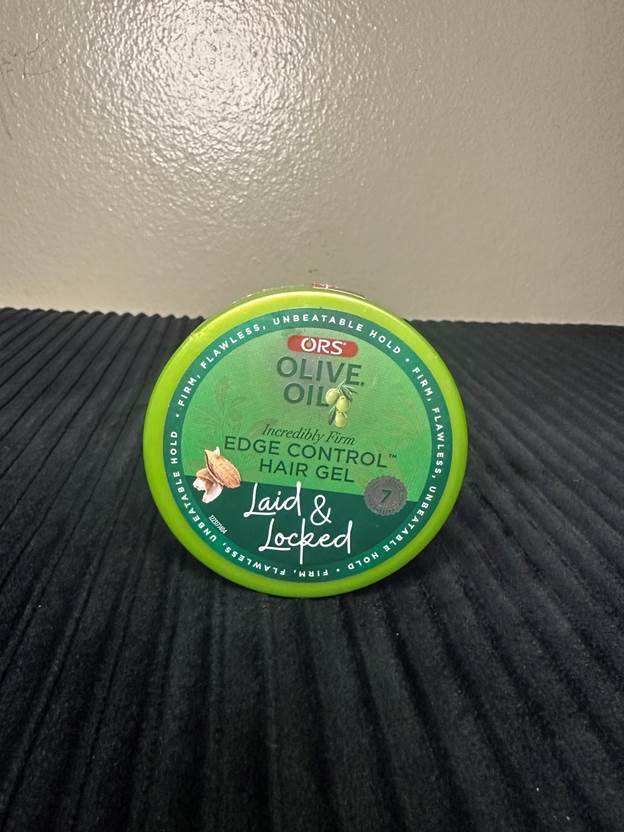 FIRM, FLAWLESS, UNBEATABLE HOLD • FIRM, FLAWLESS, UNBEATABLE HOLD • FIRM, FLAWLESS, UNBEATABLE HOLD •
ORS
OLIVE
OIL
Incredibly Firm
EDGE CONTROL™
HAIR GEL
7
Laid &
Locked